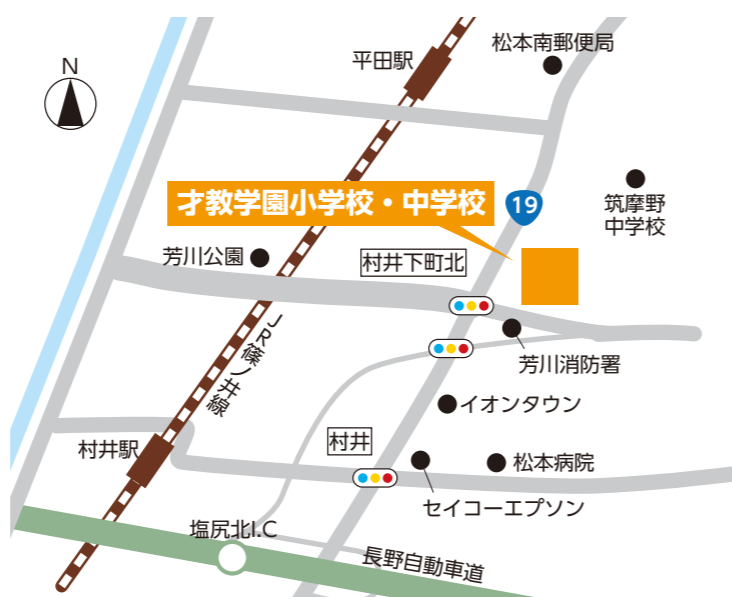 N
平田駅
松本南郵便局
才教学園小学校・中学校
19
筑摩野
中学校
芳川公園
村井下町北
JR篠ノ井線
芳川消防署
イオンタウン
村井駅
村井
松本病院
セイコーエプソン
塩尻北I.C
長野自動車道